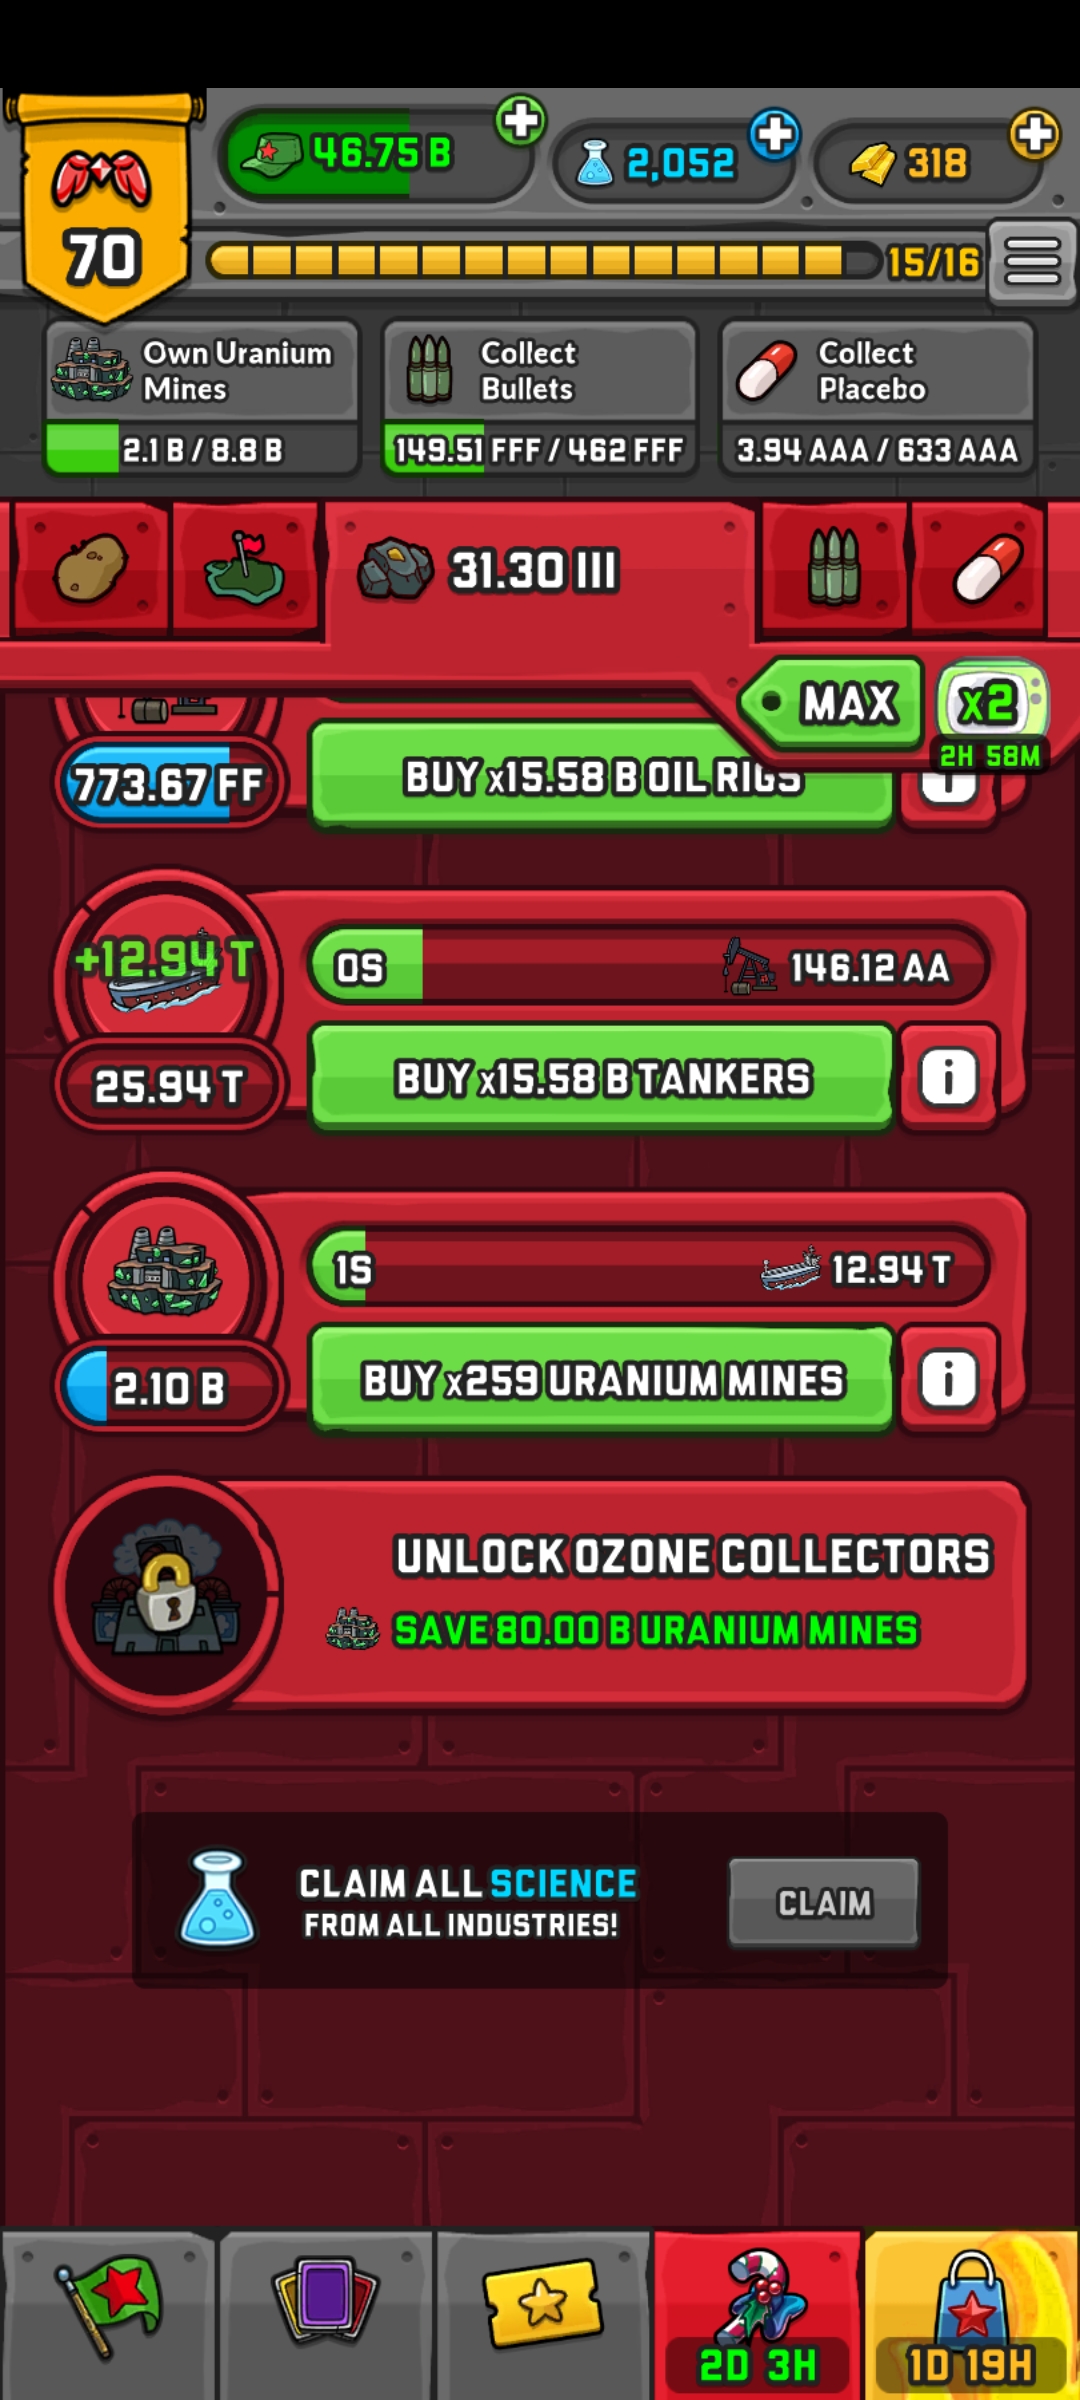 46.75 B
2,052
318
70
15/16
Own Uranium
Mines
2.1 B / 8.8 B
Collect
Bullets
149.51 FFF / 462 FFF
Collect
Placebo
3.94 AAA / 633 AAA
31.30 III
MAX
x2
2H 58M
773.67 FF
BUY x15.58 B OIL RIGS
+12.94 T
0S
146.12 AA
25.94 T
BUY x15.58 B TANKERS
i
1S
12.94 T
2.10 B
BUY x259 URANIUM MINES
i
UNLOCK OZONE COLLECTORS
SAVE 80.00 B URANIUM MINES
CLAIM ALL SCIENCE
FROM ALL INDUSTRIES!
CLAIM
2D 3H
1D 19H